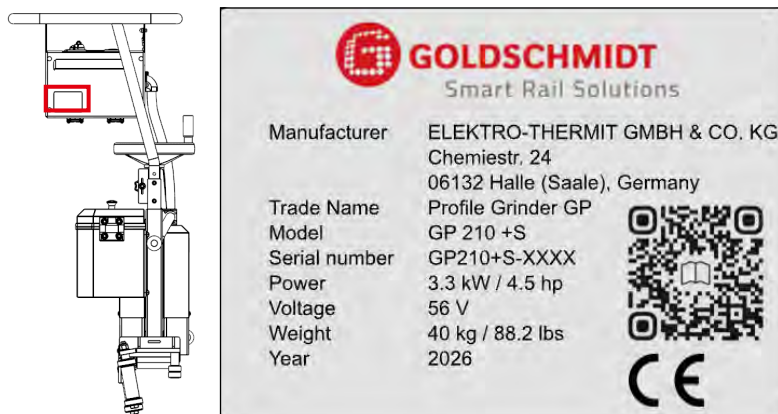 GOLDSCHMIDT
Smart Rail Solutions
Manufacturer ELEKTRO-THERMIT GMBH & CO. KG
Chemiestr. 24
06132 Halle (Saale), Germany
Trade Name Profile Grinder GP
Model GP 210 +S
Serial number GP210+S-XXXX
Power 3.3 kW / 4.5 hp
Voltage 56 V
Weight 40 kg / 88.2 lbs
Year 2026
CE